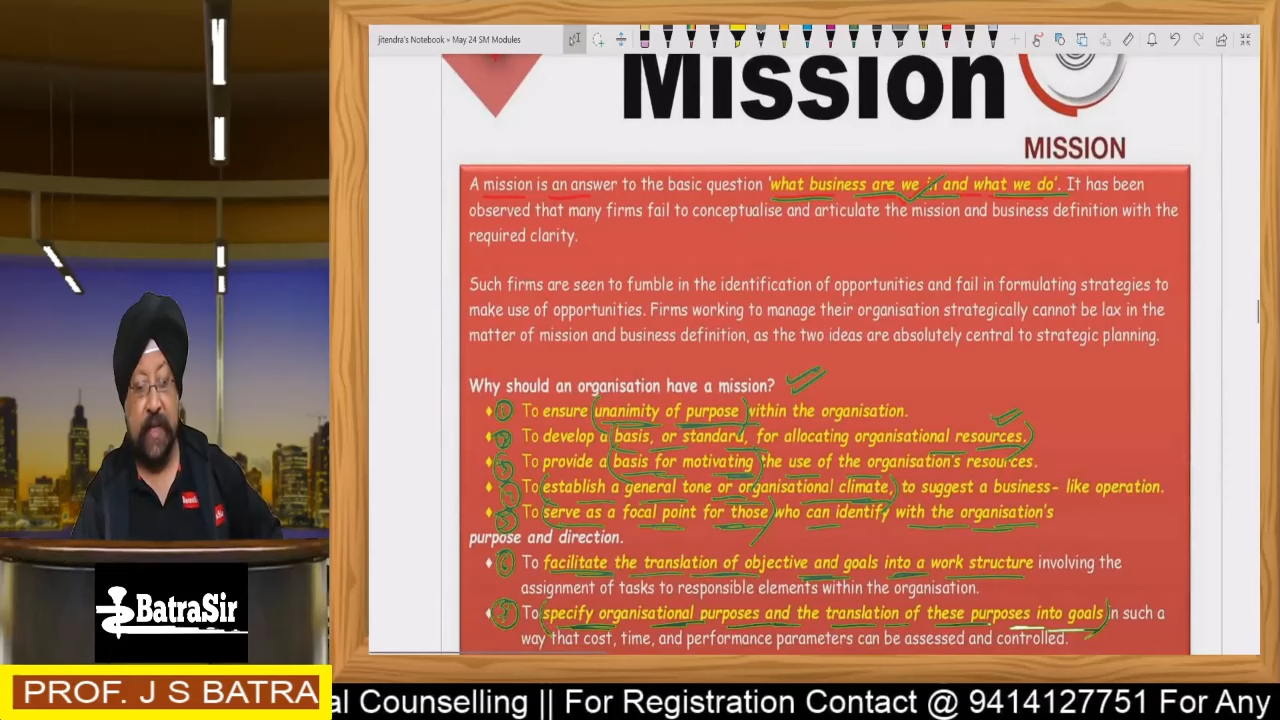 jitendra's Notebook » May 24 SM Modules
Mission
MISSION
A mission is an answer to the basic question 'what business are we in and what we do'. It has been
observed that many firms fail to conceptualise and articulate the mission and business definition with the
required clarity.
Such firms are seen to fumble in the identification of opportunities and fail in formulating strategies to
make use of opportunities. Firms working to manage their organisation strategically cannot be lax in the
matter of mission and business definition, as the two ideas are absolutely central to strategic planning.
Why should an organisation have a mission?
♦ 1 To ensure unanimity of purpose within the organisation.
♦ 2 To develop a basis, or standard, for allocating organisational resources.
♦ 3 To provide a basis for motivating the use of the organisation's resources.
♦ 4 To establish a general tone or organisational climate, to suggest a business- like operation.
♦ 5 To serve as a focal point for those who can identify with the organisation's
purpose and direction.
♦ 6 To facilitate the translation of objective and goals into a work structure involving the
assignment of tasks to responsible elements within the organisation.
♦ 7 To specify organisational purposes and the translation of these purposes into goals in such a
way that cost, time, and performance parameters can be assessed and controlled.
BatraSir
PROF. J S BATRA
al Counselling || For Registration Contact @ 9414127751 For Any